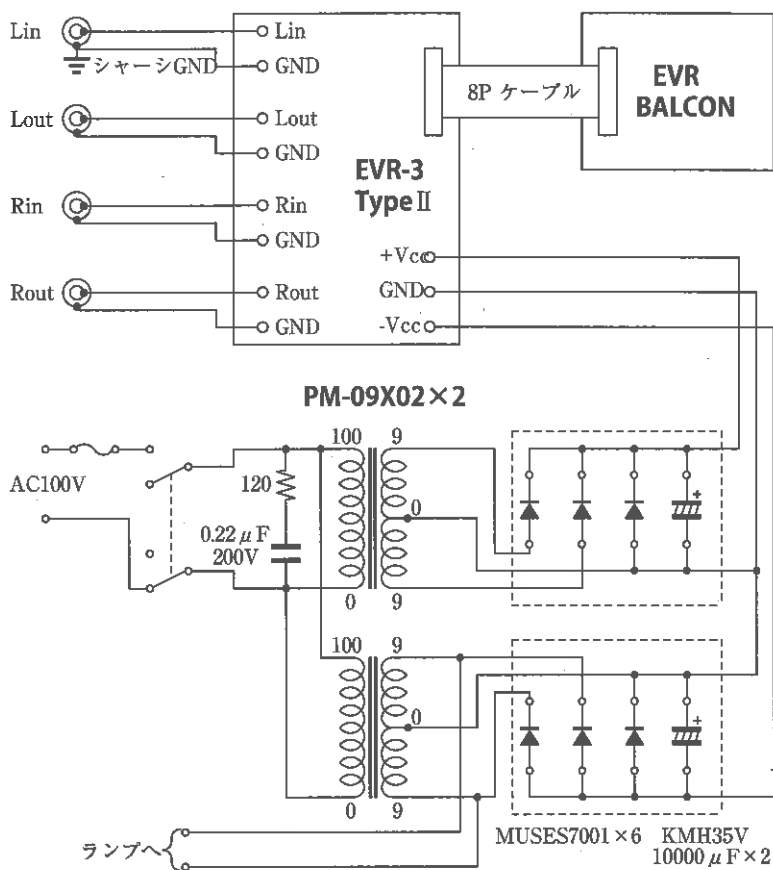 Lin
Lin
シャーシGND
GND
Lout
Lout
GND
Rin
Rin
GND
Rout
Rout
GND
8P ケーブル
EVR
BALCON
EVR-3
TypeⅡ
+Vcc
GND
-Vcc
PM-09X02×2
AC100V
120
0.22μF
200V
100
9
0
0
9
100
9
0
0
9
ランプへ
MUSES7001×6
KMH35V
10000μF×2
+
+